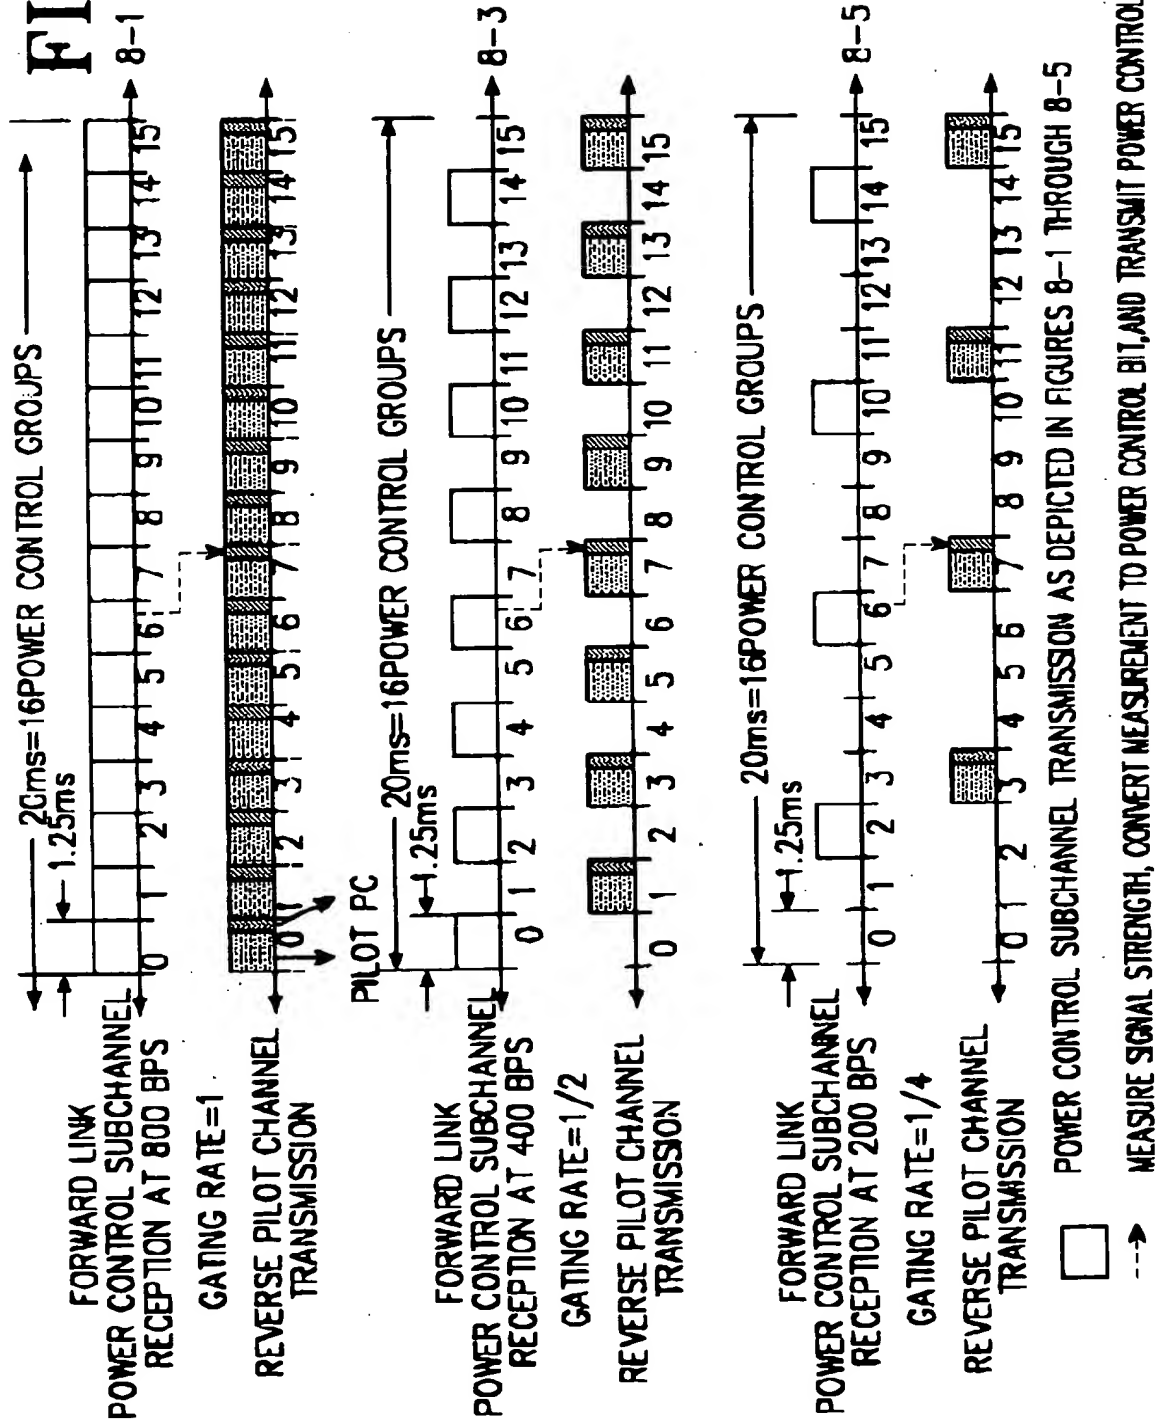 FI
20ms=16POWER CONTROL GROUPS
1.25ms
8-1
FORWARD LINK
POWER CONTROL SUBCHANNEL
RECEPTION AT 800 BPS
0 1 2 3 4 5 6 7 8 9 10 11 12 13 14 15
GATING RATE=1
REVERSE PILOT CHANNEL
TRANSMISSION
0 1 2 3 4 5 6 7 8 9 10 11 12 13 14 15
PILOT PC
20ms=16POWER CONTROL GROUPS
1.25ms
8-3
FORWARD LINK
POWER CONTROL SUBCHANNEL
RECEPTION AT 400 BPS
0 1 2 3 4 5 6 7 8 9 10 11 12 13 14 15
GATING RATE=1/2
REVERSE PILOT CHANNEL
TRANSMISSION
0 1 2 3 4 5 6 7 8 9 10 11 12 13 14 15
20ms=16POWER CONTROL GROUPS
1.25ms
8-5
FORWARD LINK
POWER CONTROL SUBCHANNEL
RECEPTION AT 200 BPS
0 1 2 3 4 5 6 7 8 9 10 11 12 13 14 15
GATING RATE=1/4
REVERSE PILOT CHANNEL
TRANSMISSION
0 1 2 3 4 5 6 7 8 9 10 11 12 13 14 15
POWER CONTROL SUBCHANNEL TRANSMISSION AS DEPICTED IN FIGURES 8-1 THROUGH 8-5
MEASURE SIGNAL STRENGTH, CONVERT MEASUREMENT TO POWER CONTROL BIT,AND TRANSMIT POWER CONTROL